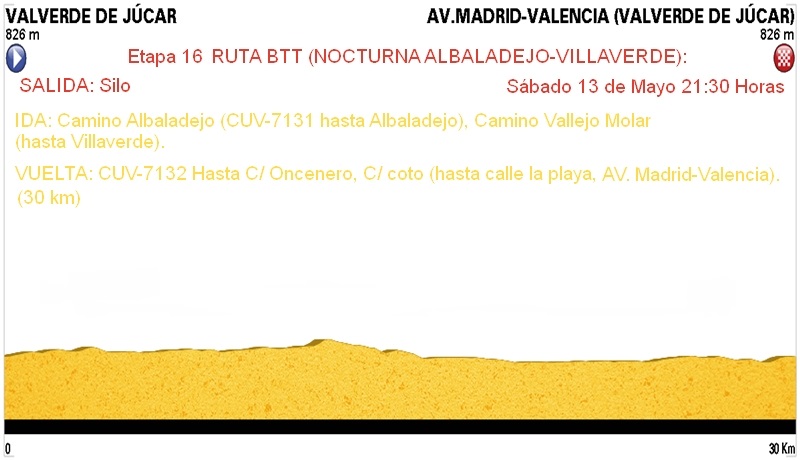 VALVERDE DE JÚCAR
AV.MADRID-VALENCIA (VALVERDE DE JÚCAR)
826 m
826 m
Etapa 16 RUTA BTT (NOCTURNA ALBALADEJO-VILLAVERDE):
SALIDA: Silo
Sábado 13 de Mayo 21:30 Horas
IDA: Camino Albaladejo (CUV-7131 hasta Albaladejo), Camino Vallejo Molar
(hasta Villaverde).
VUELTA: CUV-7132 Hasta C/ Oncenero, C/ coto (hasta calle la playa, AV. Madrid-Valencia).
(30 km)
0
30 Km